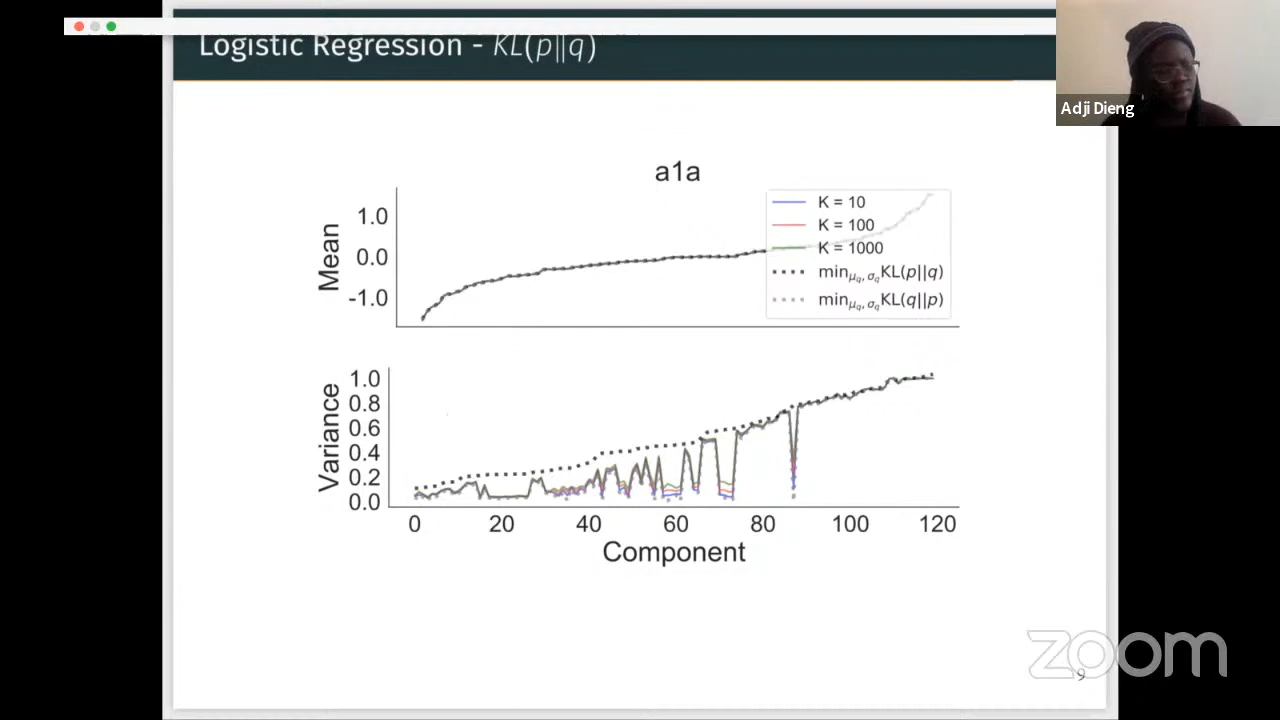 Logistic Regression - KL(p||q)
Adji Dieng
a1a
Mean
1.0
0.0
-1.0
K = 10
K = 100
K = 1000
min_{μq, σq}KL(p||q)
min_{μq, σq}KL(q||p)
Variance
1.0
0.8
0.6
0.4
0.2
0.0
0 20 40 60 80 100 120
Component
zoom
9